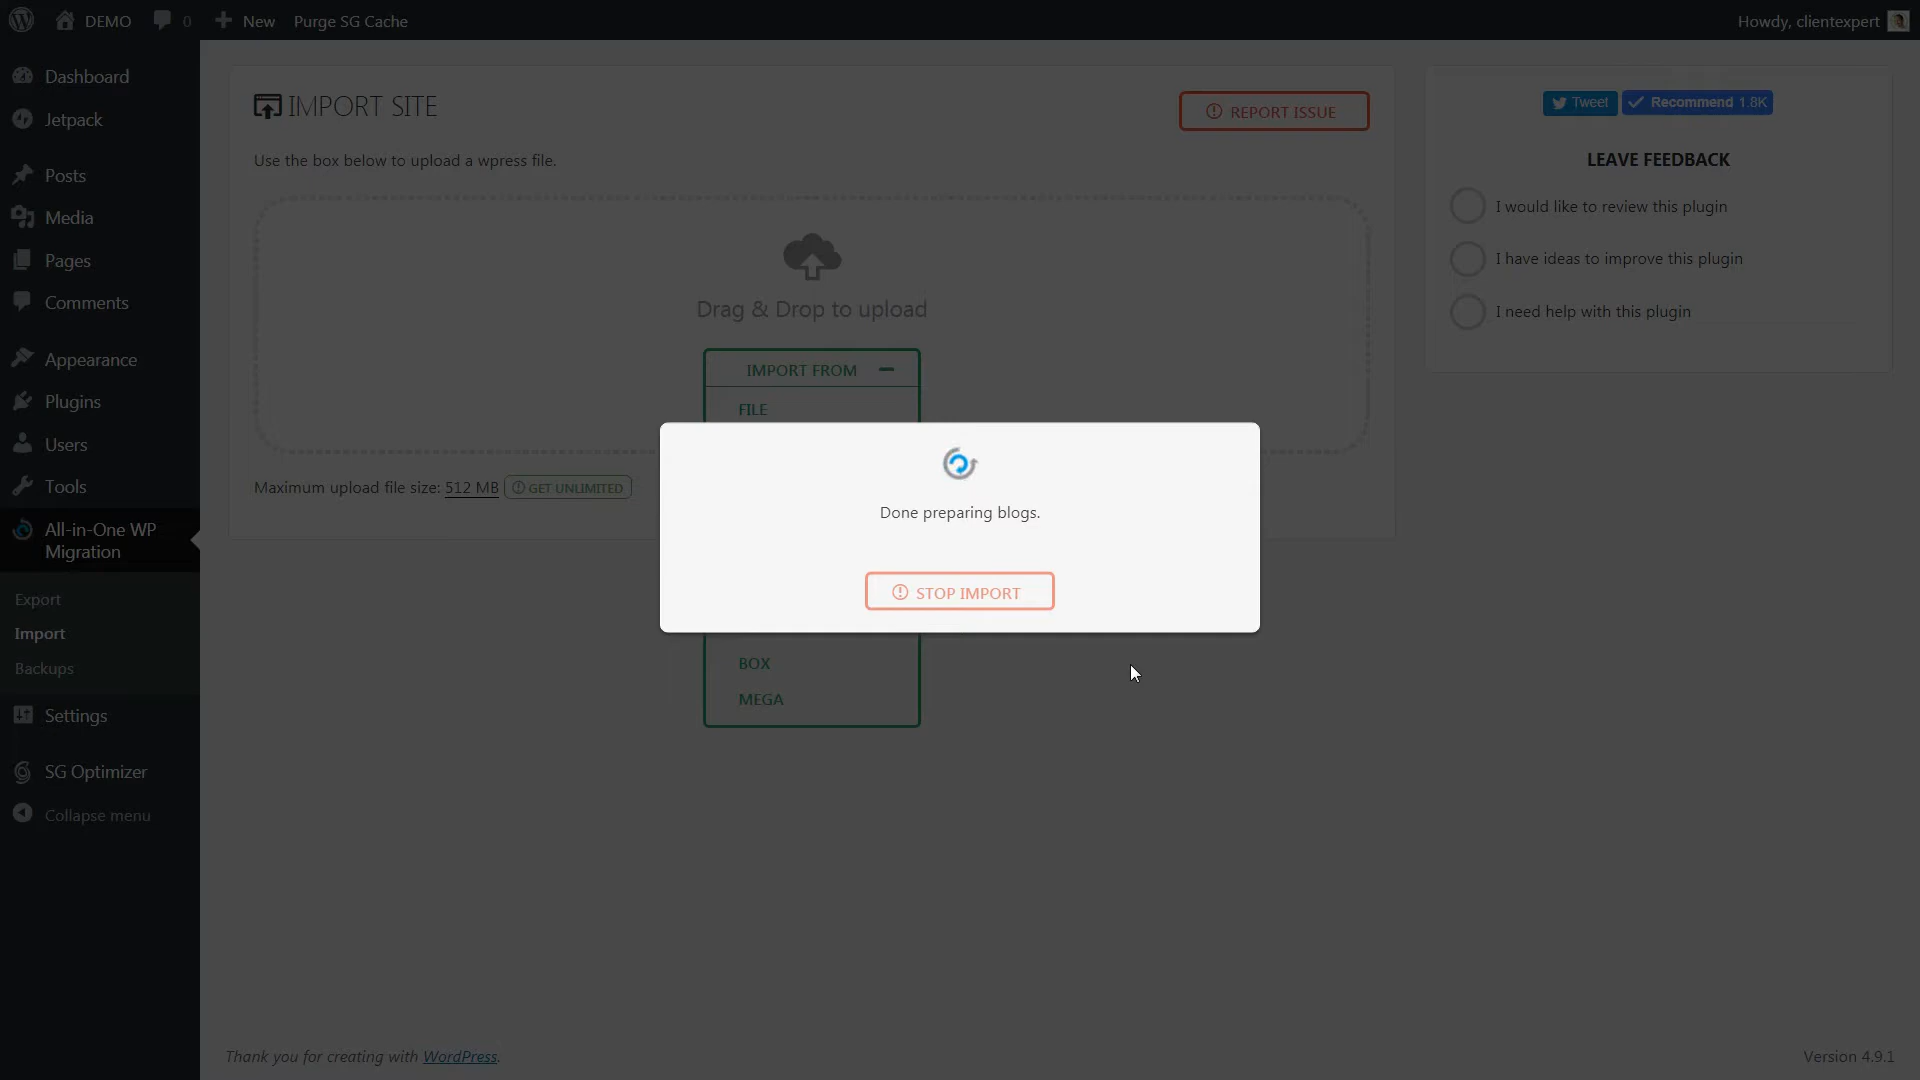 DEMO 0 New Purge SG Cache
Howdy, clientexpert
Dashboard
Jetpack
Posts
Media
Pages
Comments
Appearance
Plugins
Users
Tools
All-in-One WP
Migration
Export
Import
Backups
Settings
SG Optimizer
Collapse menu
IMPORT SITE
REPORT ISSUE
Use the box below to upload a wpress file.
Drag & Drop to upload
IMPORT FROM
FILE
Maximum upload file size: 512 MB GET UNLIMITED
Done preparing blogs.
STOP IMPORT
BOX
MEGA
Tweet
Recommend 1.8K
LEAVE FEEDBACK
I would like to review this plugin
I have ideas to improve this plugin
I need help with this plugin
Thank you for creating with WordPress.
Version 4.9.1